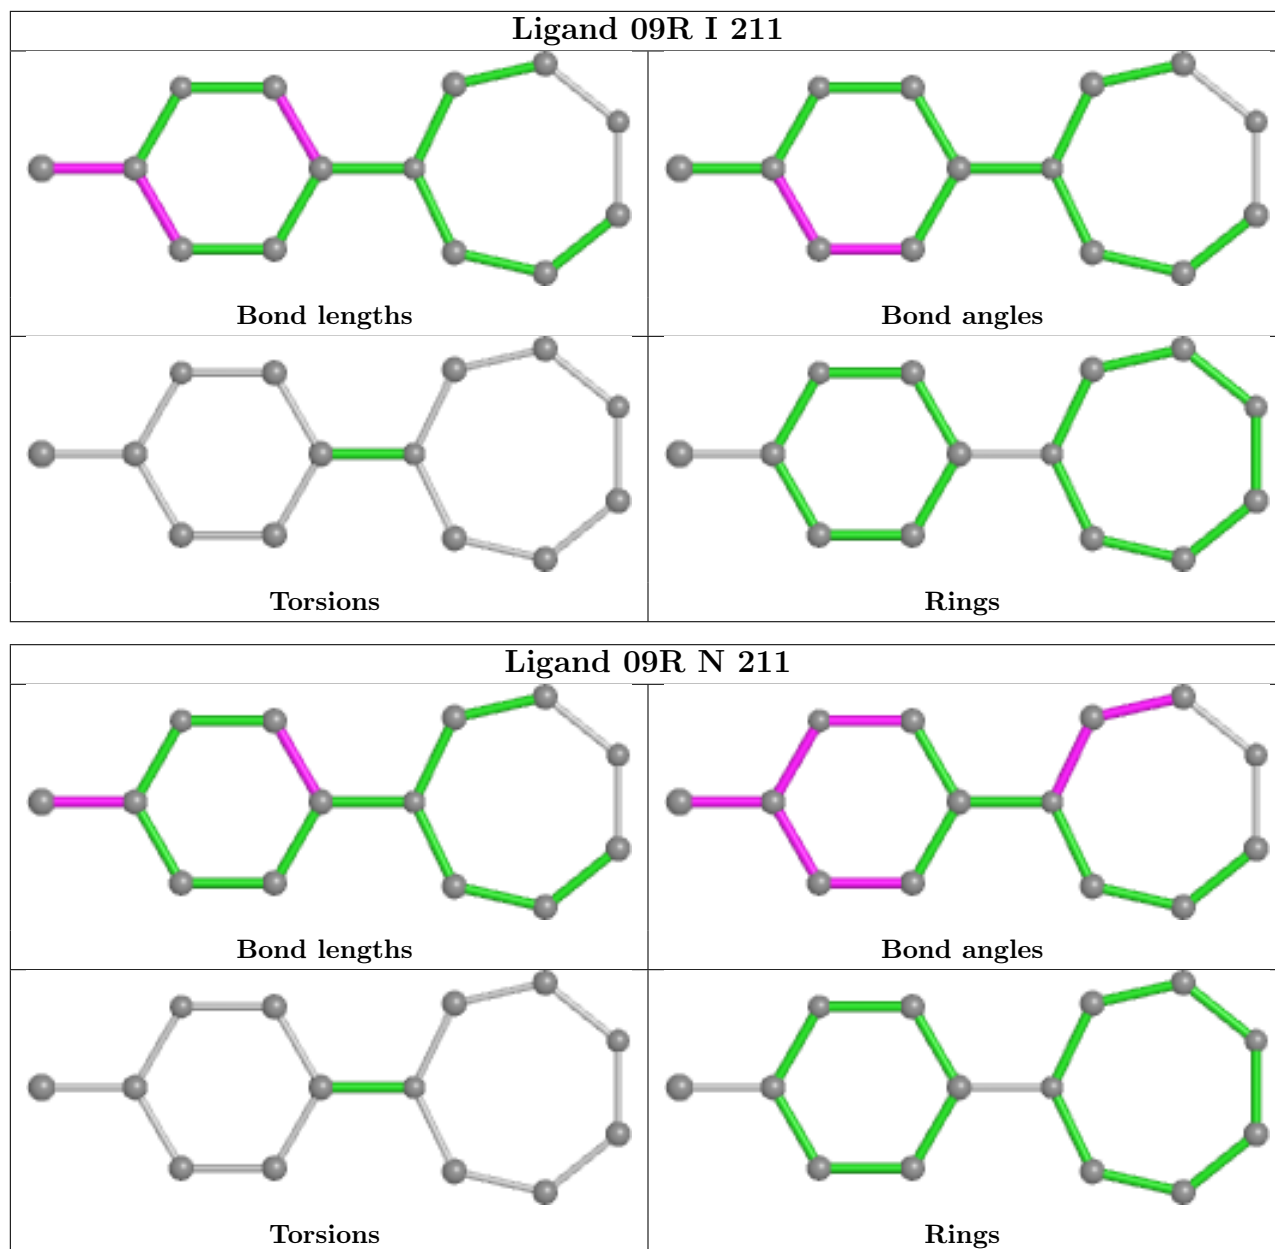 Ligand 09R I 211
Bond lengths
Bond angles
Torsions
Rings
Ligand 09R N 211
Bond lengths
Bond angles
Torsions
Rings